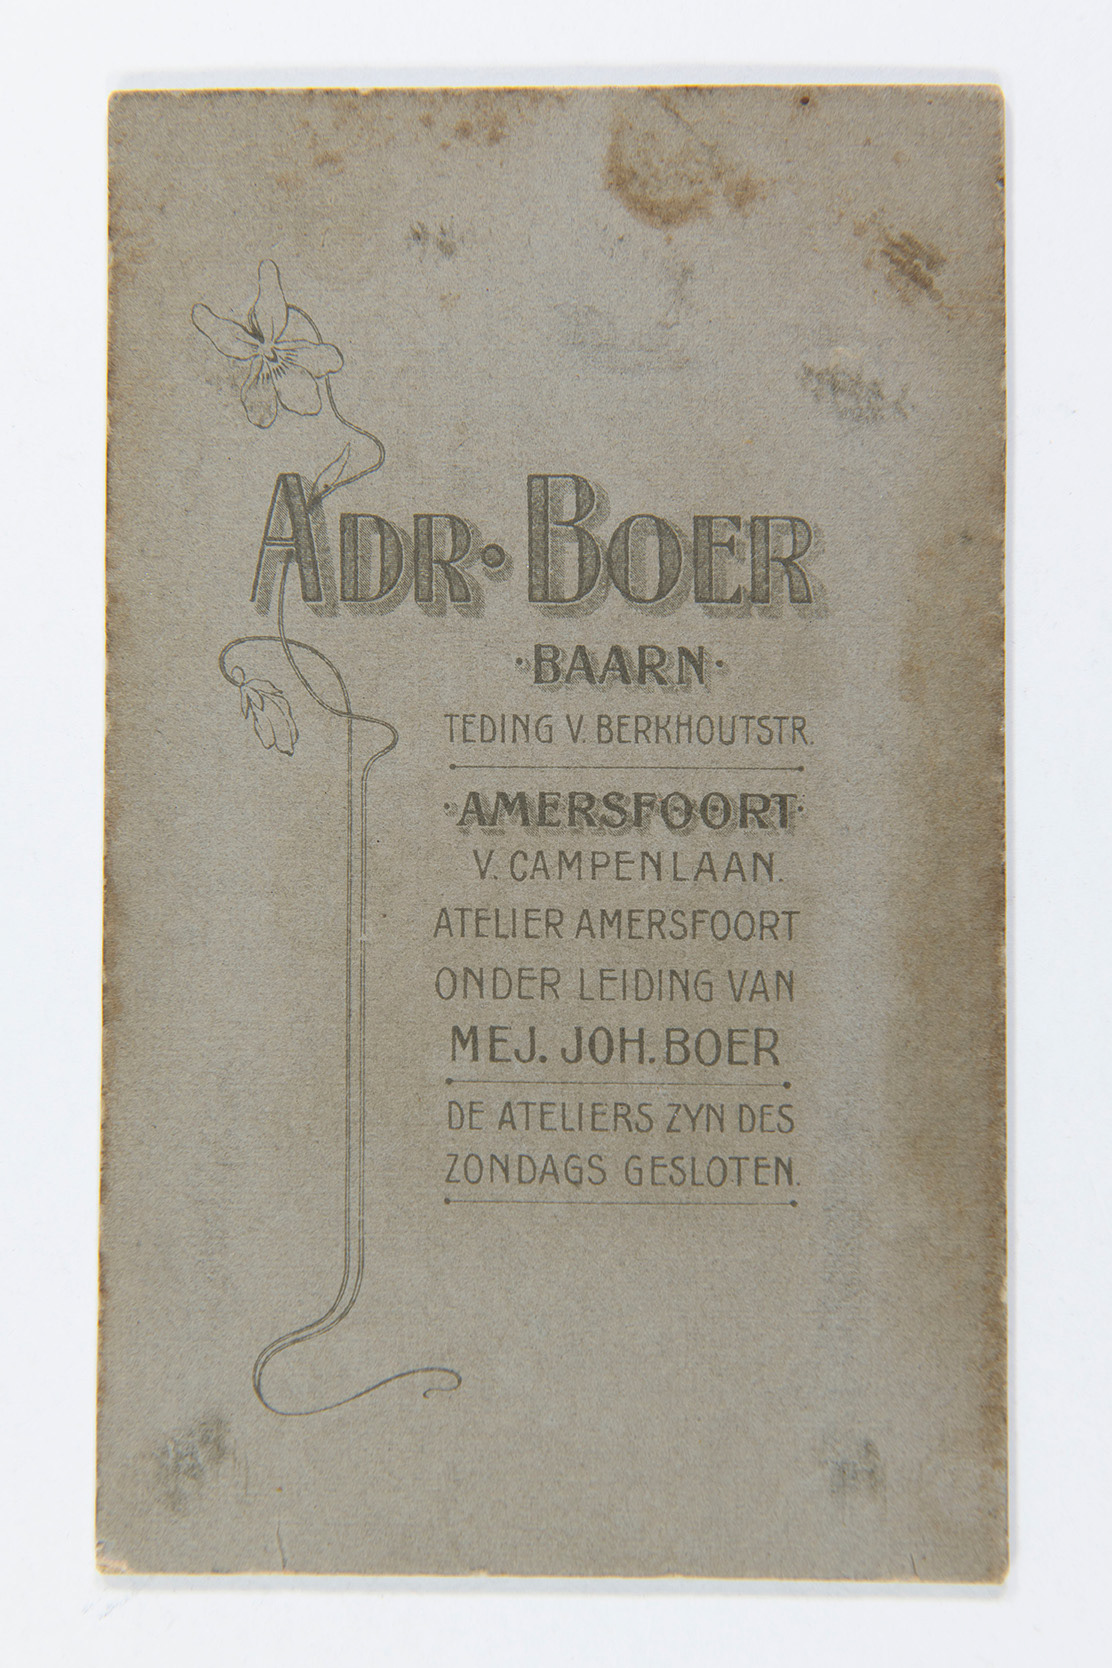 ADR · BOER
· BAARN ·
TEDING V. BERKHOUTSTR.
· AMERSFOORT ·
V. CAMPENLAAN.
ATELIER AMERSFOORT
ONDER LEIDING VAN
MEJ. JOH. BOER
DE ATELIERS ZYN DES
ZONDAGS GESLOTEN.